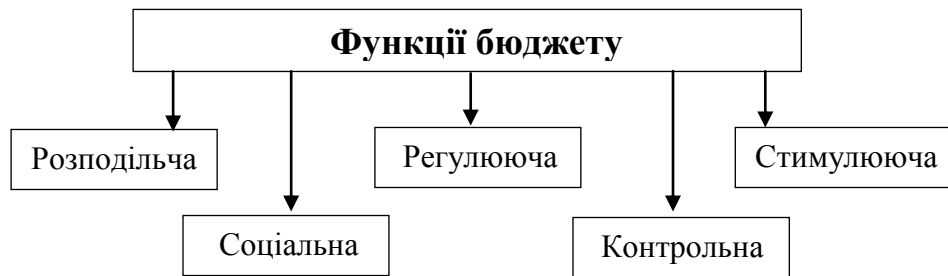 Функції бюджету
Розподільча
Регулююча
Стимулююча
Соціальна
Контрольна